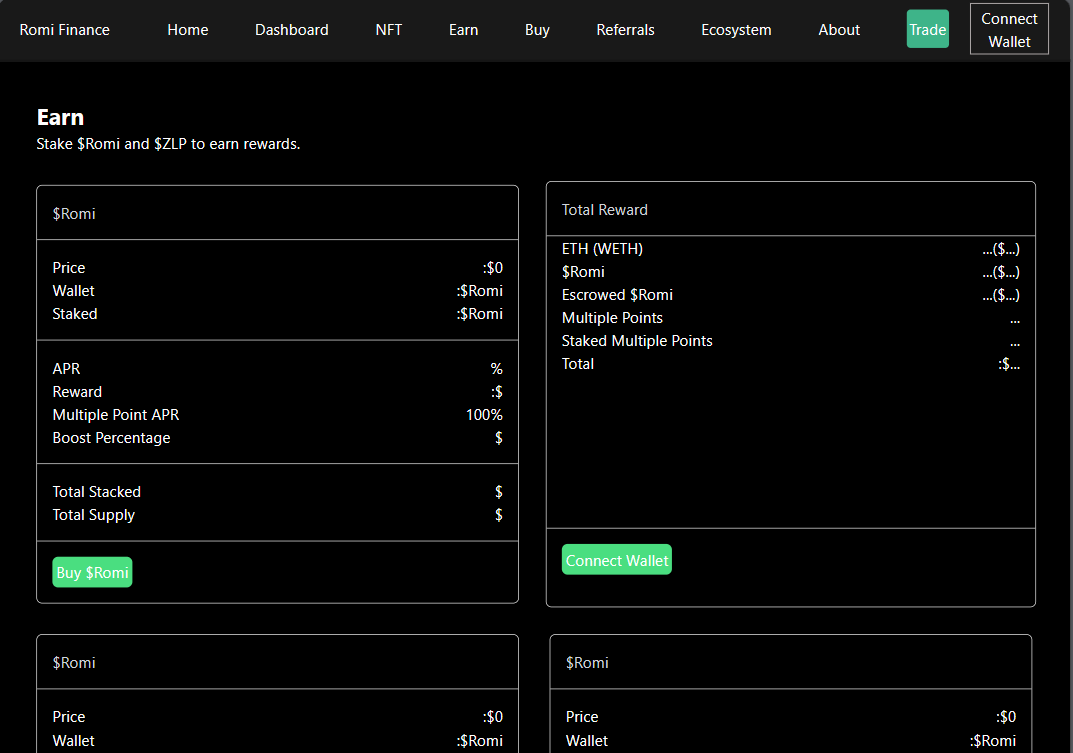 Romi Finance Home Dashboard NFT Earn Buy Referrals Ecosystem About Trade Connect Wallet
Earn
Stake $Romi and $ZLP to earn rewards.
$Romi
Price :$0
Wallet :$Romi
Staked :$Romi
APR %
Reward :$
Multiple Point APR 100%
Boost Percentage $
Total Stacked $
Total Supply $
Buy $Romi
Total Reward
ETH (WETH) ...($...)
$Romi ...($...)
Escrowed $Romi ...($...)
Multiple Points ...
Staked Multiple Points ...
Total :$...
Connect Wallet
$Romi
Price :$0
Wallet :$Romi
$Romi
Price :$0
Wallet :$Romi